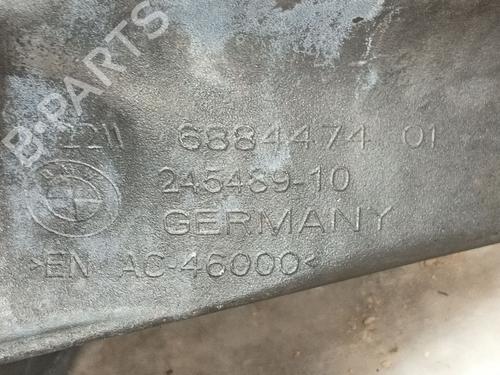 B-PARTS
2211 6884474 01
245489-10
GERMANY
>EN AC-46000<